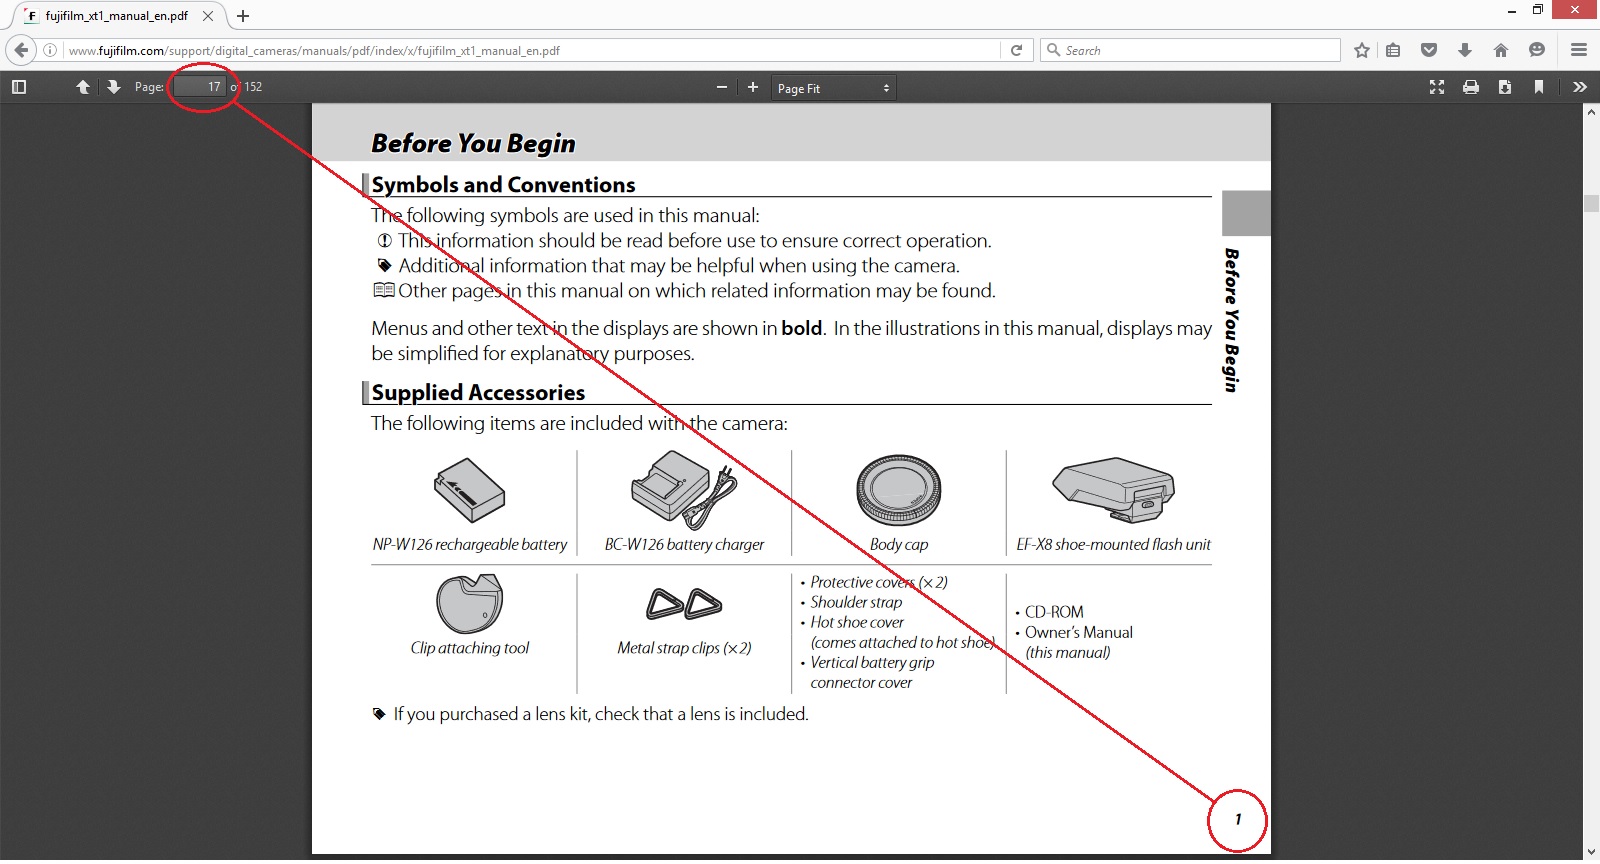 fujifilm_xt1_manual_en.pdf
www.fujifilm.com/support/digital_cameras/manuals/pdf/index/x/fujifilm_xt1_manual_en.pdf
Search
Page: 17 of 152
Page Fit
Before You Begin
Symbols and Conventions
The following symbols are used in this manual:
This information should be read before use to ensure correct operation.
Additional information that may be helpful when using the camera.
Other pages in this manual on which related information may be found.
Menus and other text in the displays are shown in bold. In the illustrations in this manual, displays may
be simplified for explanatory purposes.
Before You Begin
Supplied Accessories
The following items are included with the camera:
NP-W126 rechargeable battery
BC-W126 battery charger
Body cap
EF-X8 shoe-mounted flash unit
Clip attaching tool
Metal strap clips (×2)
• Protective covers (×2)
• Shoulder strap
• Hot shoe cover
(comes attached to hot shoe)
• Vertical battery grip
connector cover
• CD-ROM
• Owner's Manual
(this manual)
If you purchased a lens kit, check that a lens is included.
1